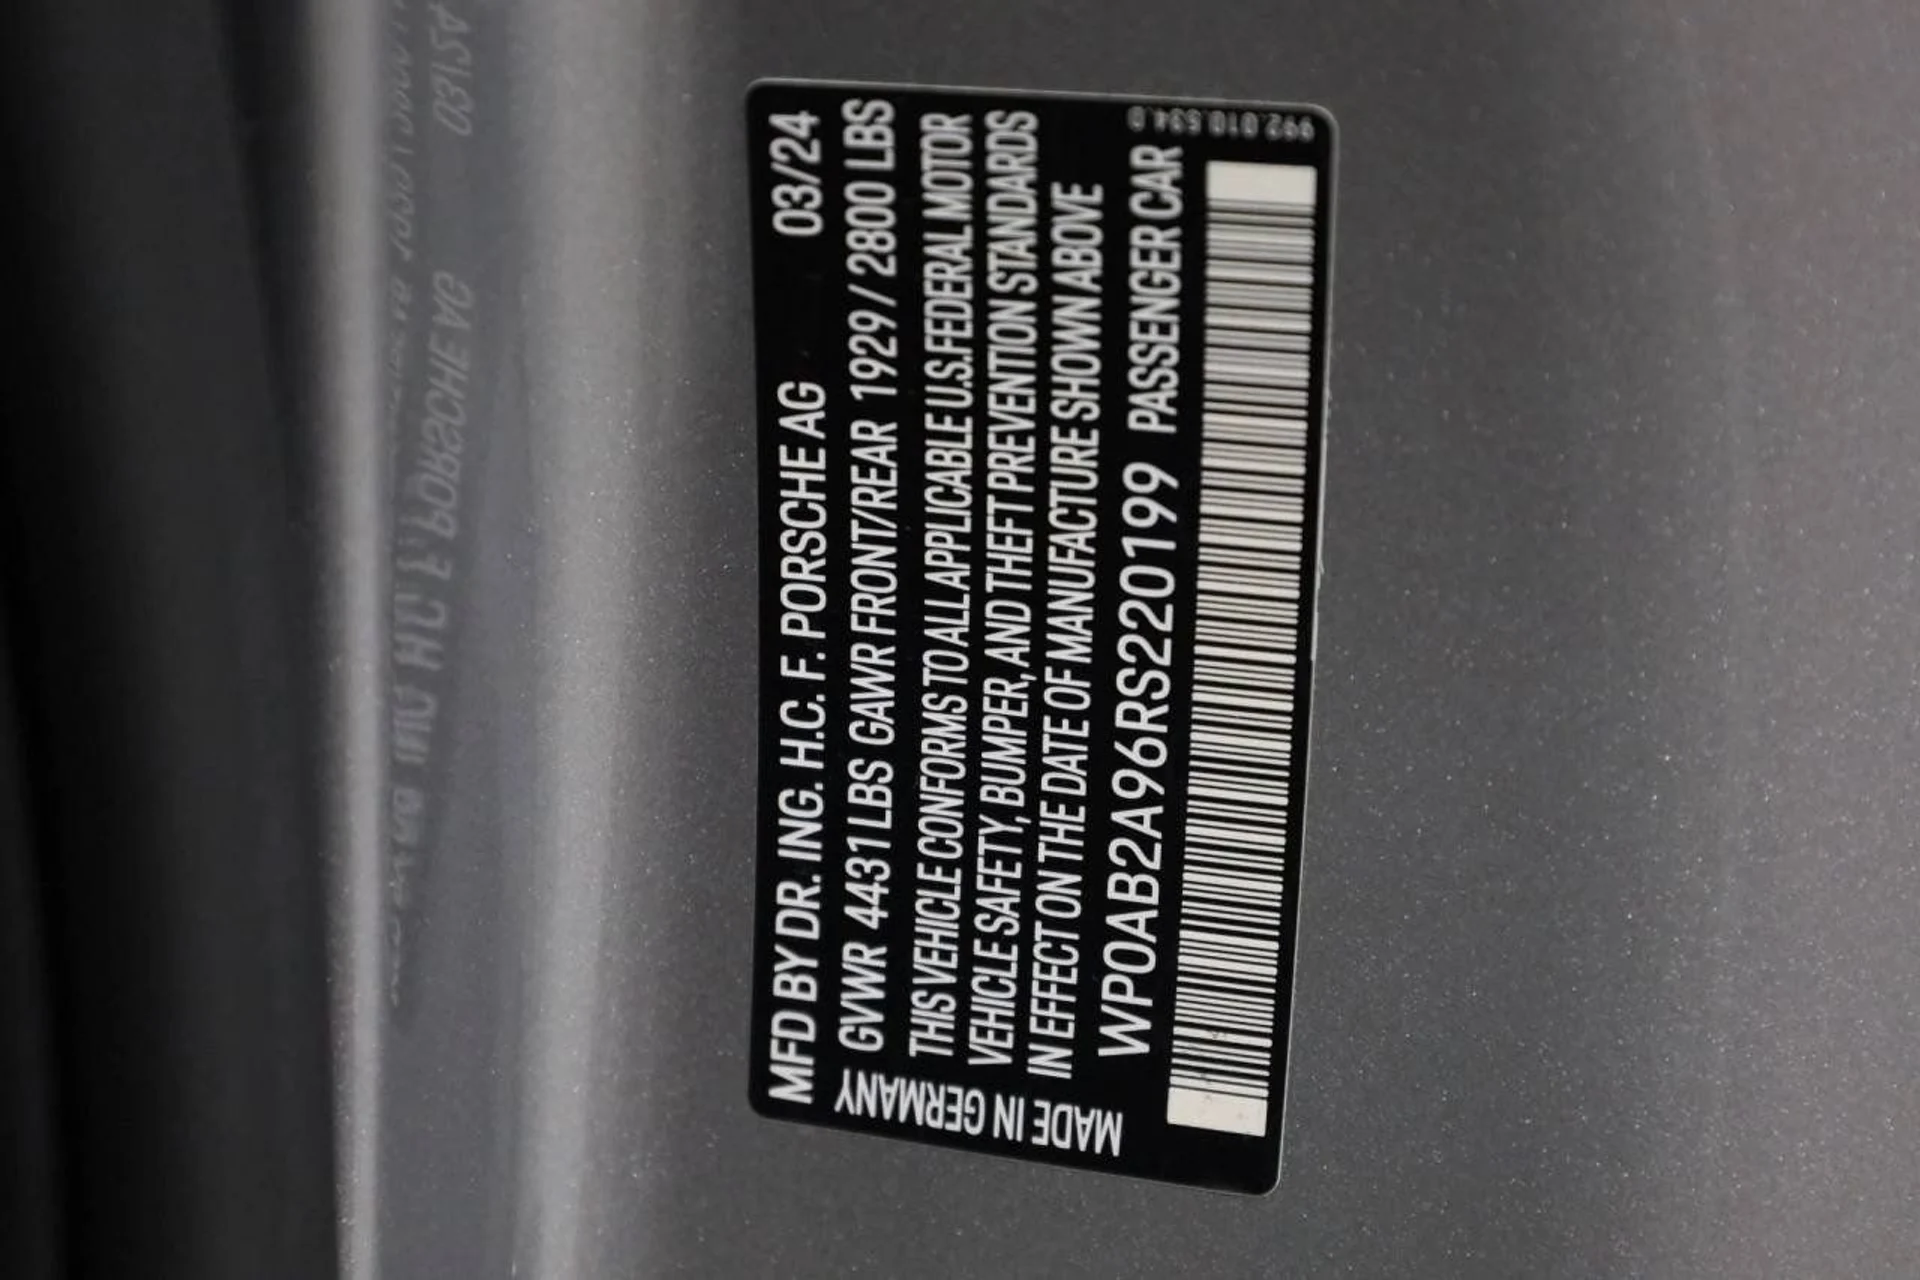 MFD BY DR. ING. H.C. F. PORSCHE AG 03/24
GVWR 4431 LBS GAWR FRONT/REAR 1929 / 2800 LBS
THIS VEHICLE CONFORMS TO ALL APPLICABLE U.S. FEDERAL MOTOR
VEHICLE SAFETY, BUMPER, AND THEFT PREVENTION STANDARDS
IN EFFECT ON THE DATE OF MANUFACTURE SHOWN ABOVE
WP0AB2A96RS220199 PASSENGER CAR
MADE IN GERMANY
992.010.534.D